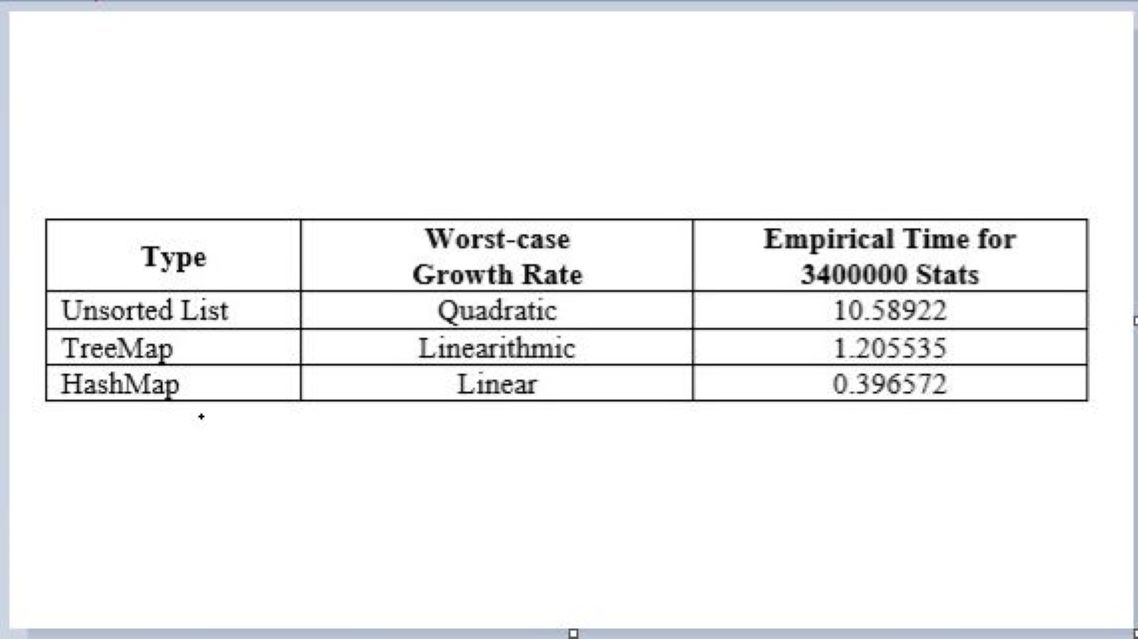 Type
Worst-case
Growth Rate
Empirical Time for
3400000 Stats
Unsorted List
Quadratic
10.58922
TreeMap
Linearithmic
1.205535
HashMap
Linear
0.396572